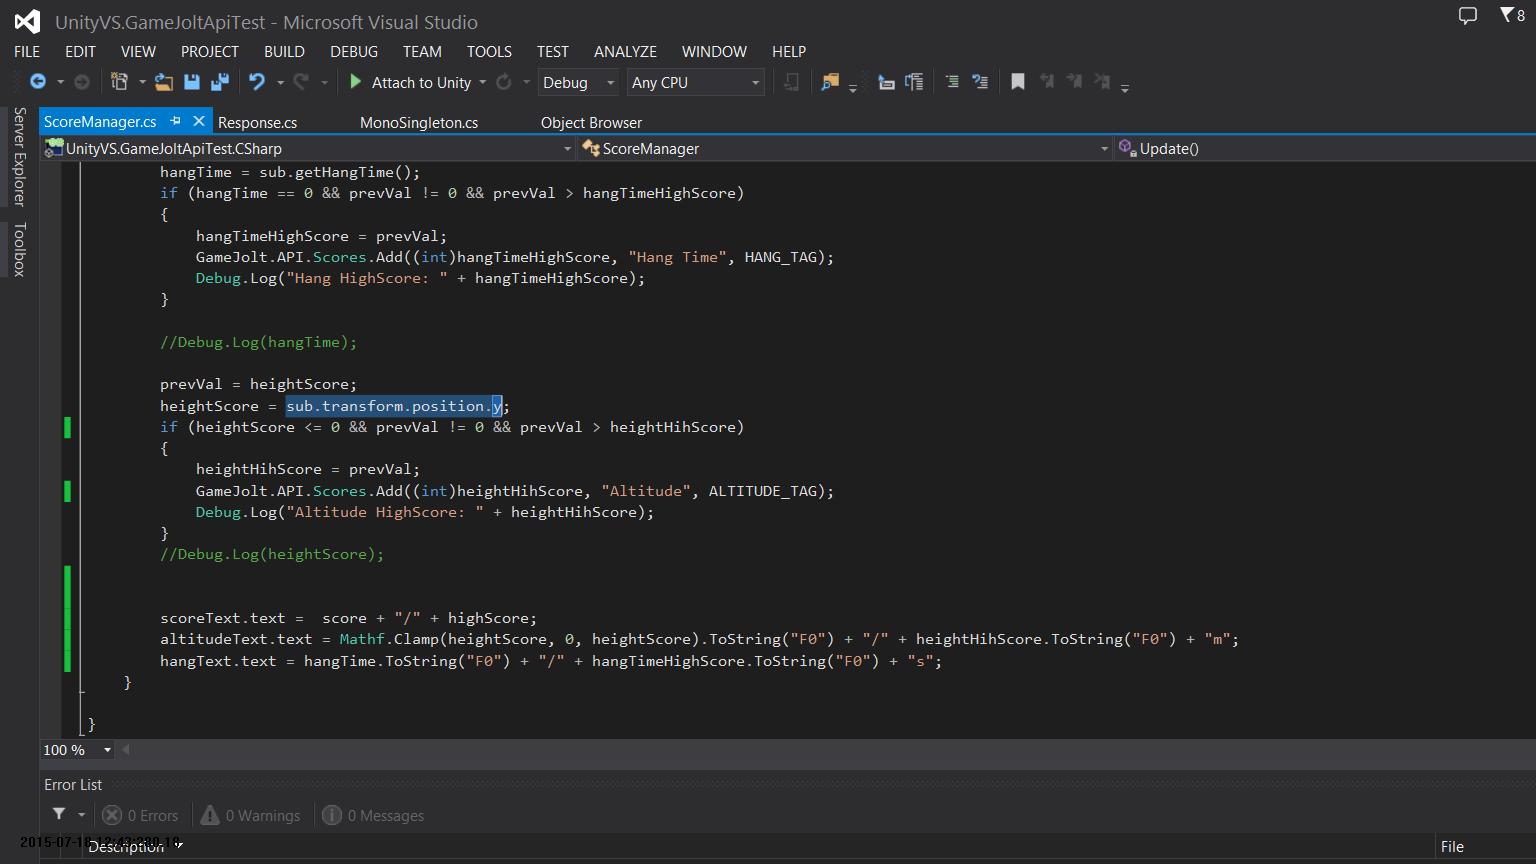 UnityVS.GameJoltApiTest - Microsoft Visual Studio
8
FILE EDIT VIEW PROJECT BUILD DEBUG TEAM TOOLS TEST ANALYZE WINDOW HELP
Attach to Unity Debug Any CPU
Server Explorer
Toolbox
ScoreManager.cs Response.cs MonoSingleton.cs Object Browser
UnityVS.GameJoltApiTest.CSharp ScoreManager Update()
hangTime = sub.getHangTime();
if (hangTime == 0 && prevVal != 0 && prevVal > hangTimeHighScore)
{
hangTimeHighScore = prevVal;
GameJolt.API.Scores.Add((int)hangTimeHighScore, "Hang Time", HANG_TAG);
Debug.Log("Hang HighScore: " + hangTimeHighScore);
}
//Debug.Log(hangTime);
prevVal = heightScore;
heightScore = sub.transform.position.y;
if (heightScore <= 0 && prevVal != 0 && prevVal > heightHihScore)
{
heightHihScore = prevVal;
GameJolt.API.Scores.Add((int)heightHihScore, "Altitude", ALTITUDE_TAG);
Debug.Log("Altitude HighScore: " + heightHihScore);
}
//Debug.Log(heightScore);
scoreText.text =  score + "/" + highScore;
altitudeText.text = Mathf.Clamp(heightScore, 0, heightScore).ToString("F0") + "/" + heightHihScore.ToString("F0") + "m";
hangText.text = hangTime.ToString("F0") + "/" + hangTimeHighScore.ToString("F0") + "s";
}
}
100 %
Error List
0 Errors 0 Warnings 0 Messages
Description File